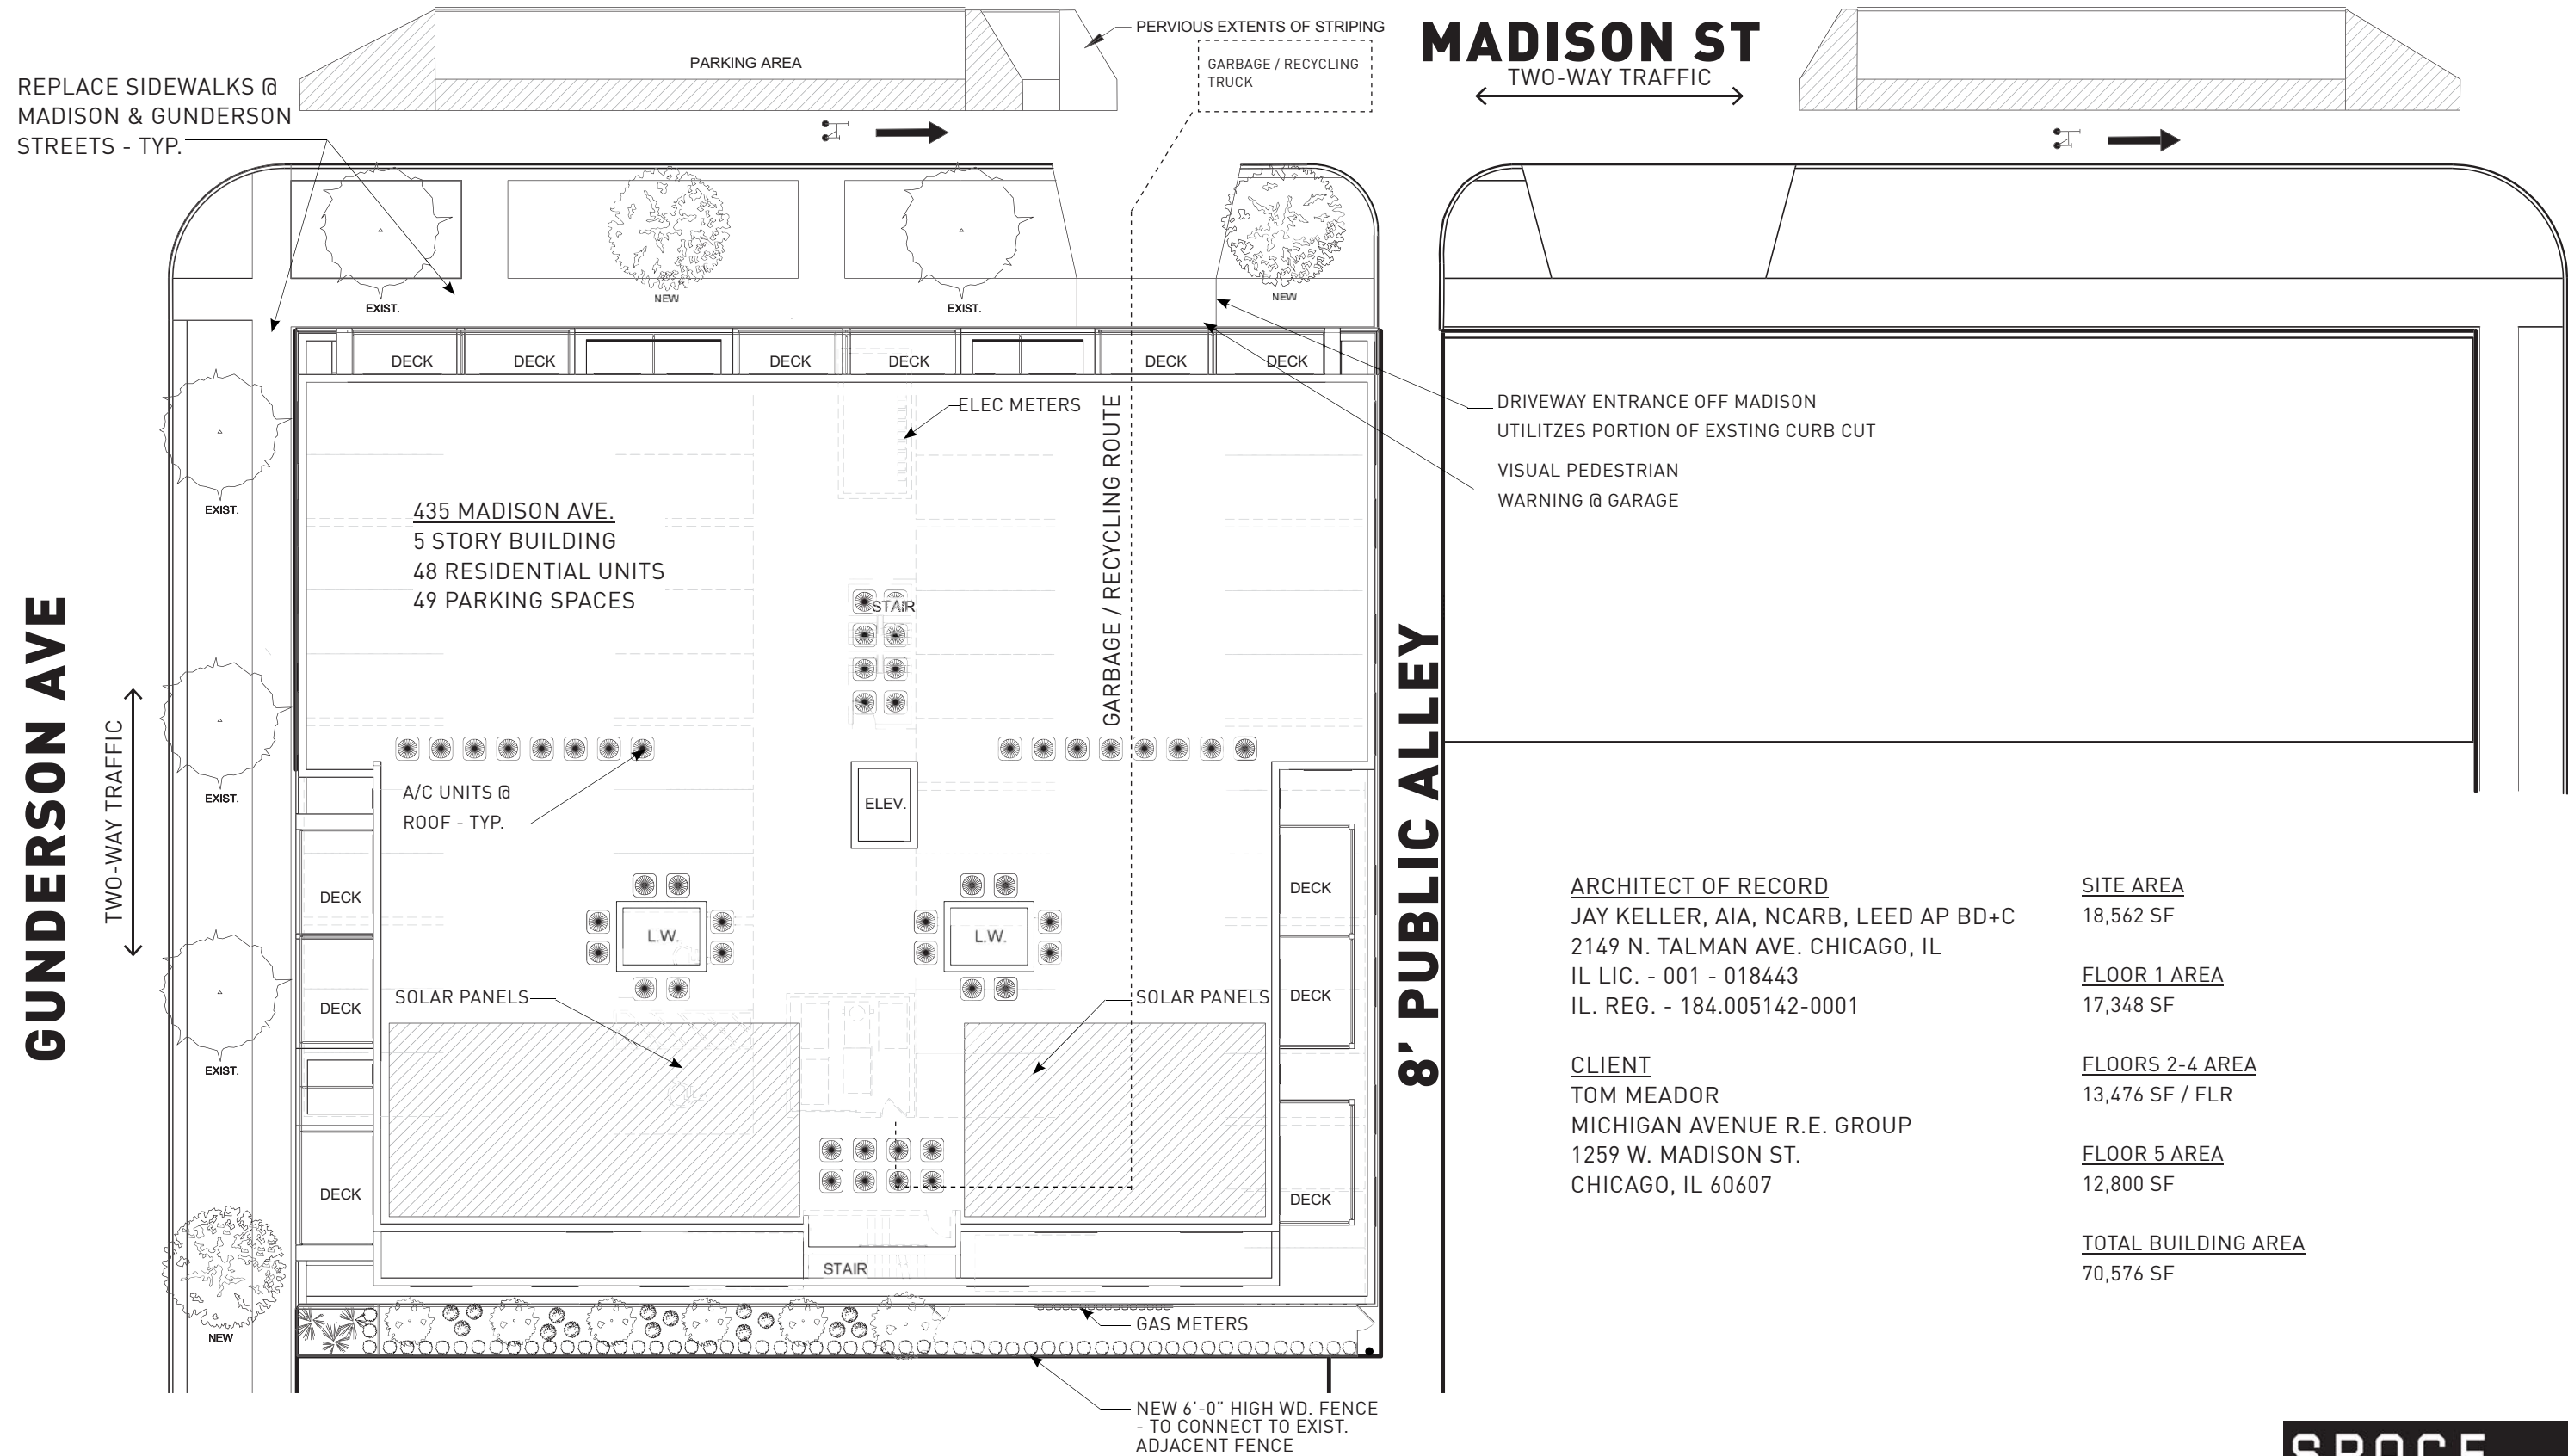 PERVIOUS EXTENTS OF STRIPING
PARKING AREA
GARBAGE / RECYCLING
TRUCK
MADISON ST
TWO-WAY TRAFFIC
REPLACE SIDEWALKS @
MADISON & GUNDERSON
STREETS - TYP.
EXIST.
NEW
EXIST.
NEW
DECK
DECK
DECK
DECK
DECK
DECK
ELEC METERS
GARBAGE / RECYCLING ROUTE
DRIVEWAY ENTRANCE OFF MADISON
UTILITZES PORTION OF EXSTING CURB CUT
VISUAL PEDESTRIAN
WARNING @ GARAGE
435 MADISON AVE.
5 STORY BUILDING
48 RESIDENTIAL UNITS
49 PARKING SPACES
EXIST.
STAIR
GUNDERSON AVE
TWO-WAY TRAFFIC
EXIST.
A/C UNITS @
ROOF - TYP.
ELEV.
8' PUBLIC ALLEY
DECK
L.W.
L.W.
DECK
DECK
SOLAR PANELS
SOLAR PANELS
DECK
EXIST.
DECK
DECK
STAIR
NEW
GAS METERS
NEW 6'-0" HIGH WD. FENCE
- TO CONNECT TO EXIST.
ADJACENT FENCE
ARCHITECT OF RECORD
JAY KELLER, AIA, NCARB, LEED AP BD+C
2149 N. TALMAN AVE. CHICAGO, IL
IL LIC. - 001 - 018443
IL. REG. - 184.005142-0001
CLIENT
TOM MEADOR
MICHIGAN AVENUE R.E. GROUP
1259 W. MADISON ST.
CHICAGO, IL 60607
SITE AREA
18,562 SF
FLOOR 1 AREA
17,348 SF
FLOORS 2-4 AREA
13,476 SF / FLR
FLOOR 5 AREA
12,800 SF
TOTAL BUILDING AREA
70,576 SF
SPACE